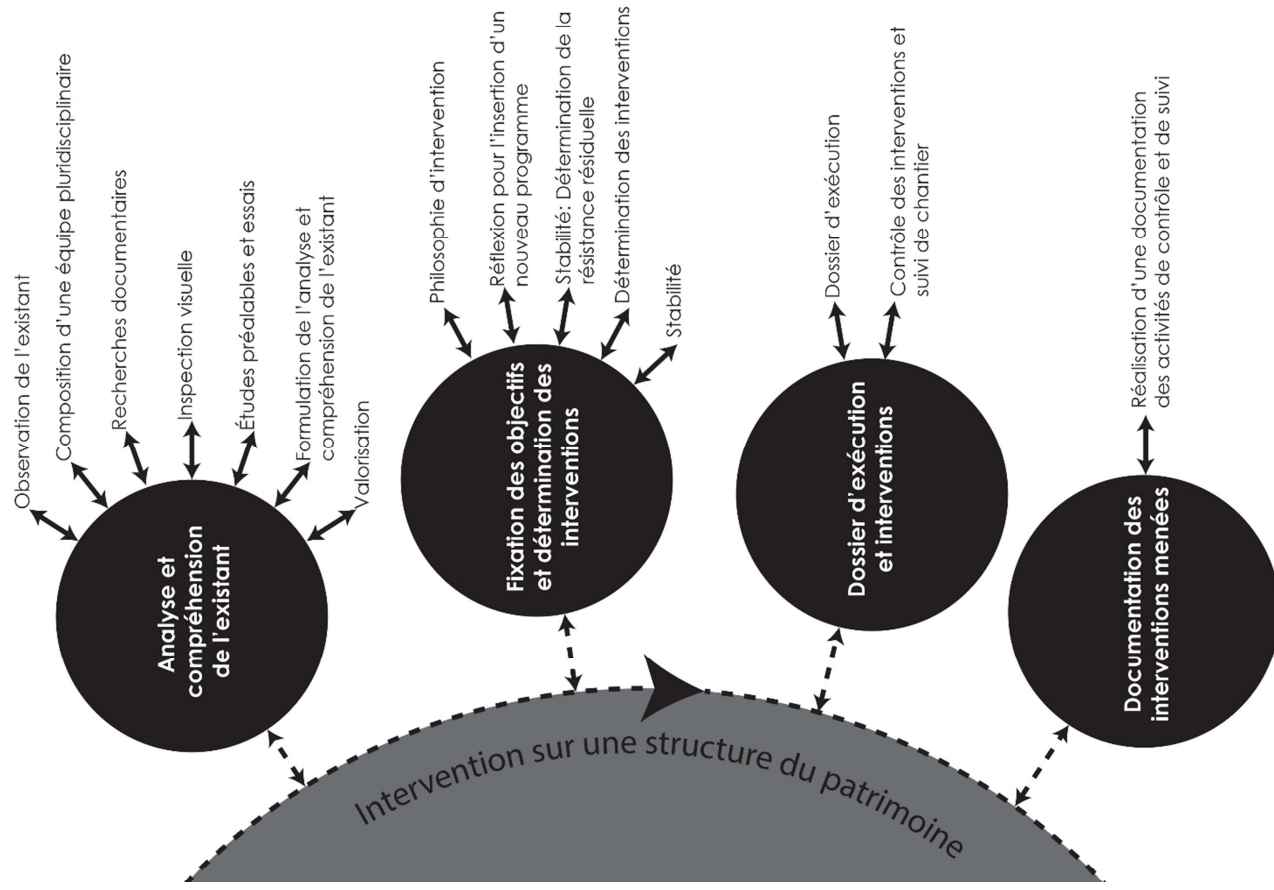 Observation de l'existant
Composition d'une équipe pluridisciplinaire
Recherches documentaires
Inspection visuelle
Études préalables et essais
Formulation de l'analyse et
compréhension de l'existant
Valorisation
Analyse et
compréhension
de l'existant
Philosophie d'intervention
Réflexion pour l'insertion d'un
nouveau programme
Stabilité: Détermination de la
résistance résiduelle
Détermination des interventions
Stabilité
Fixation des objectifs
et détermination des
interventions
Dossier d'exécution
Contrôle des interventions et
suivi de chantier
Dossier d'exécution
et interventions
Réalisation d'une documentation
des activités de contrôle et de suivi
Documentation des
interventions menées
Intervention sur une structure du patrimoine